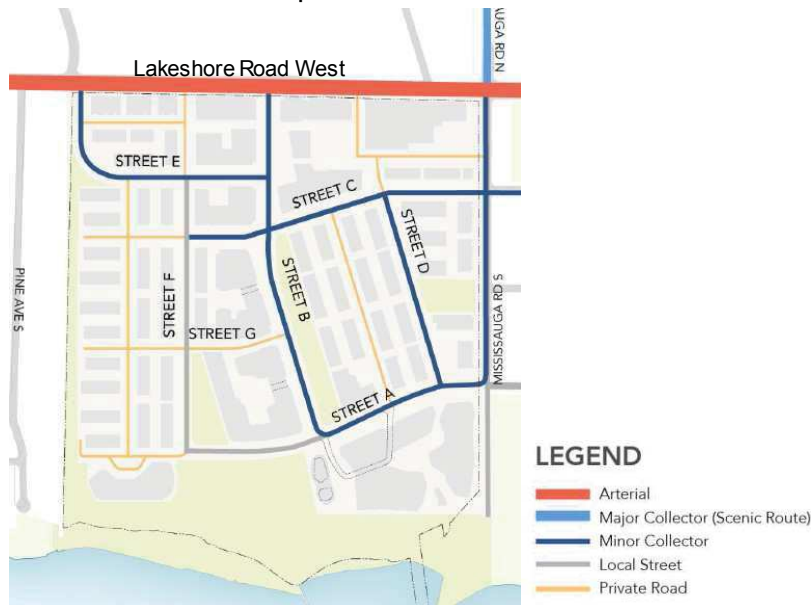 Lakeshore Road West
AUGA RD N
STREET E
STREET C
STREET D
STREET B
STREET F
STREET G
STREET A
PINE AVE S
MISSISSAUGA RD S
LEGEND
Arterial
Major Collector (Scenic Route)
Minor Collector
Local Street
Private Road